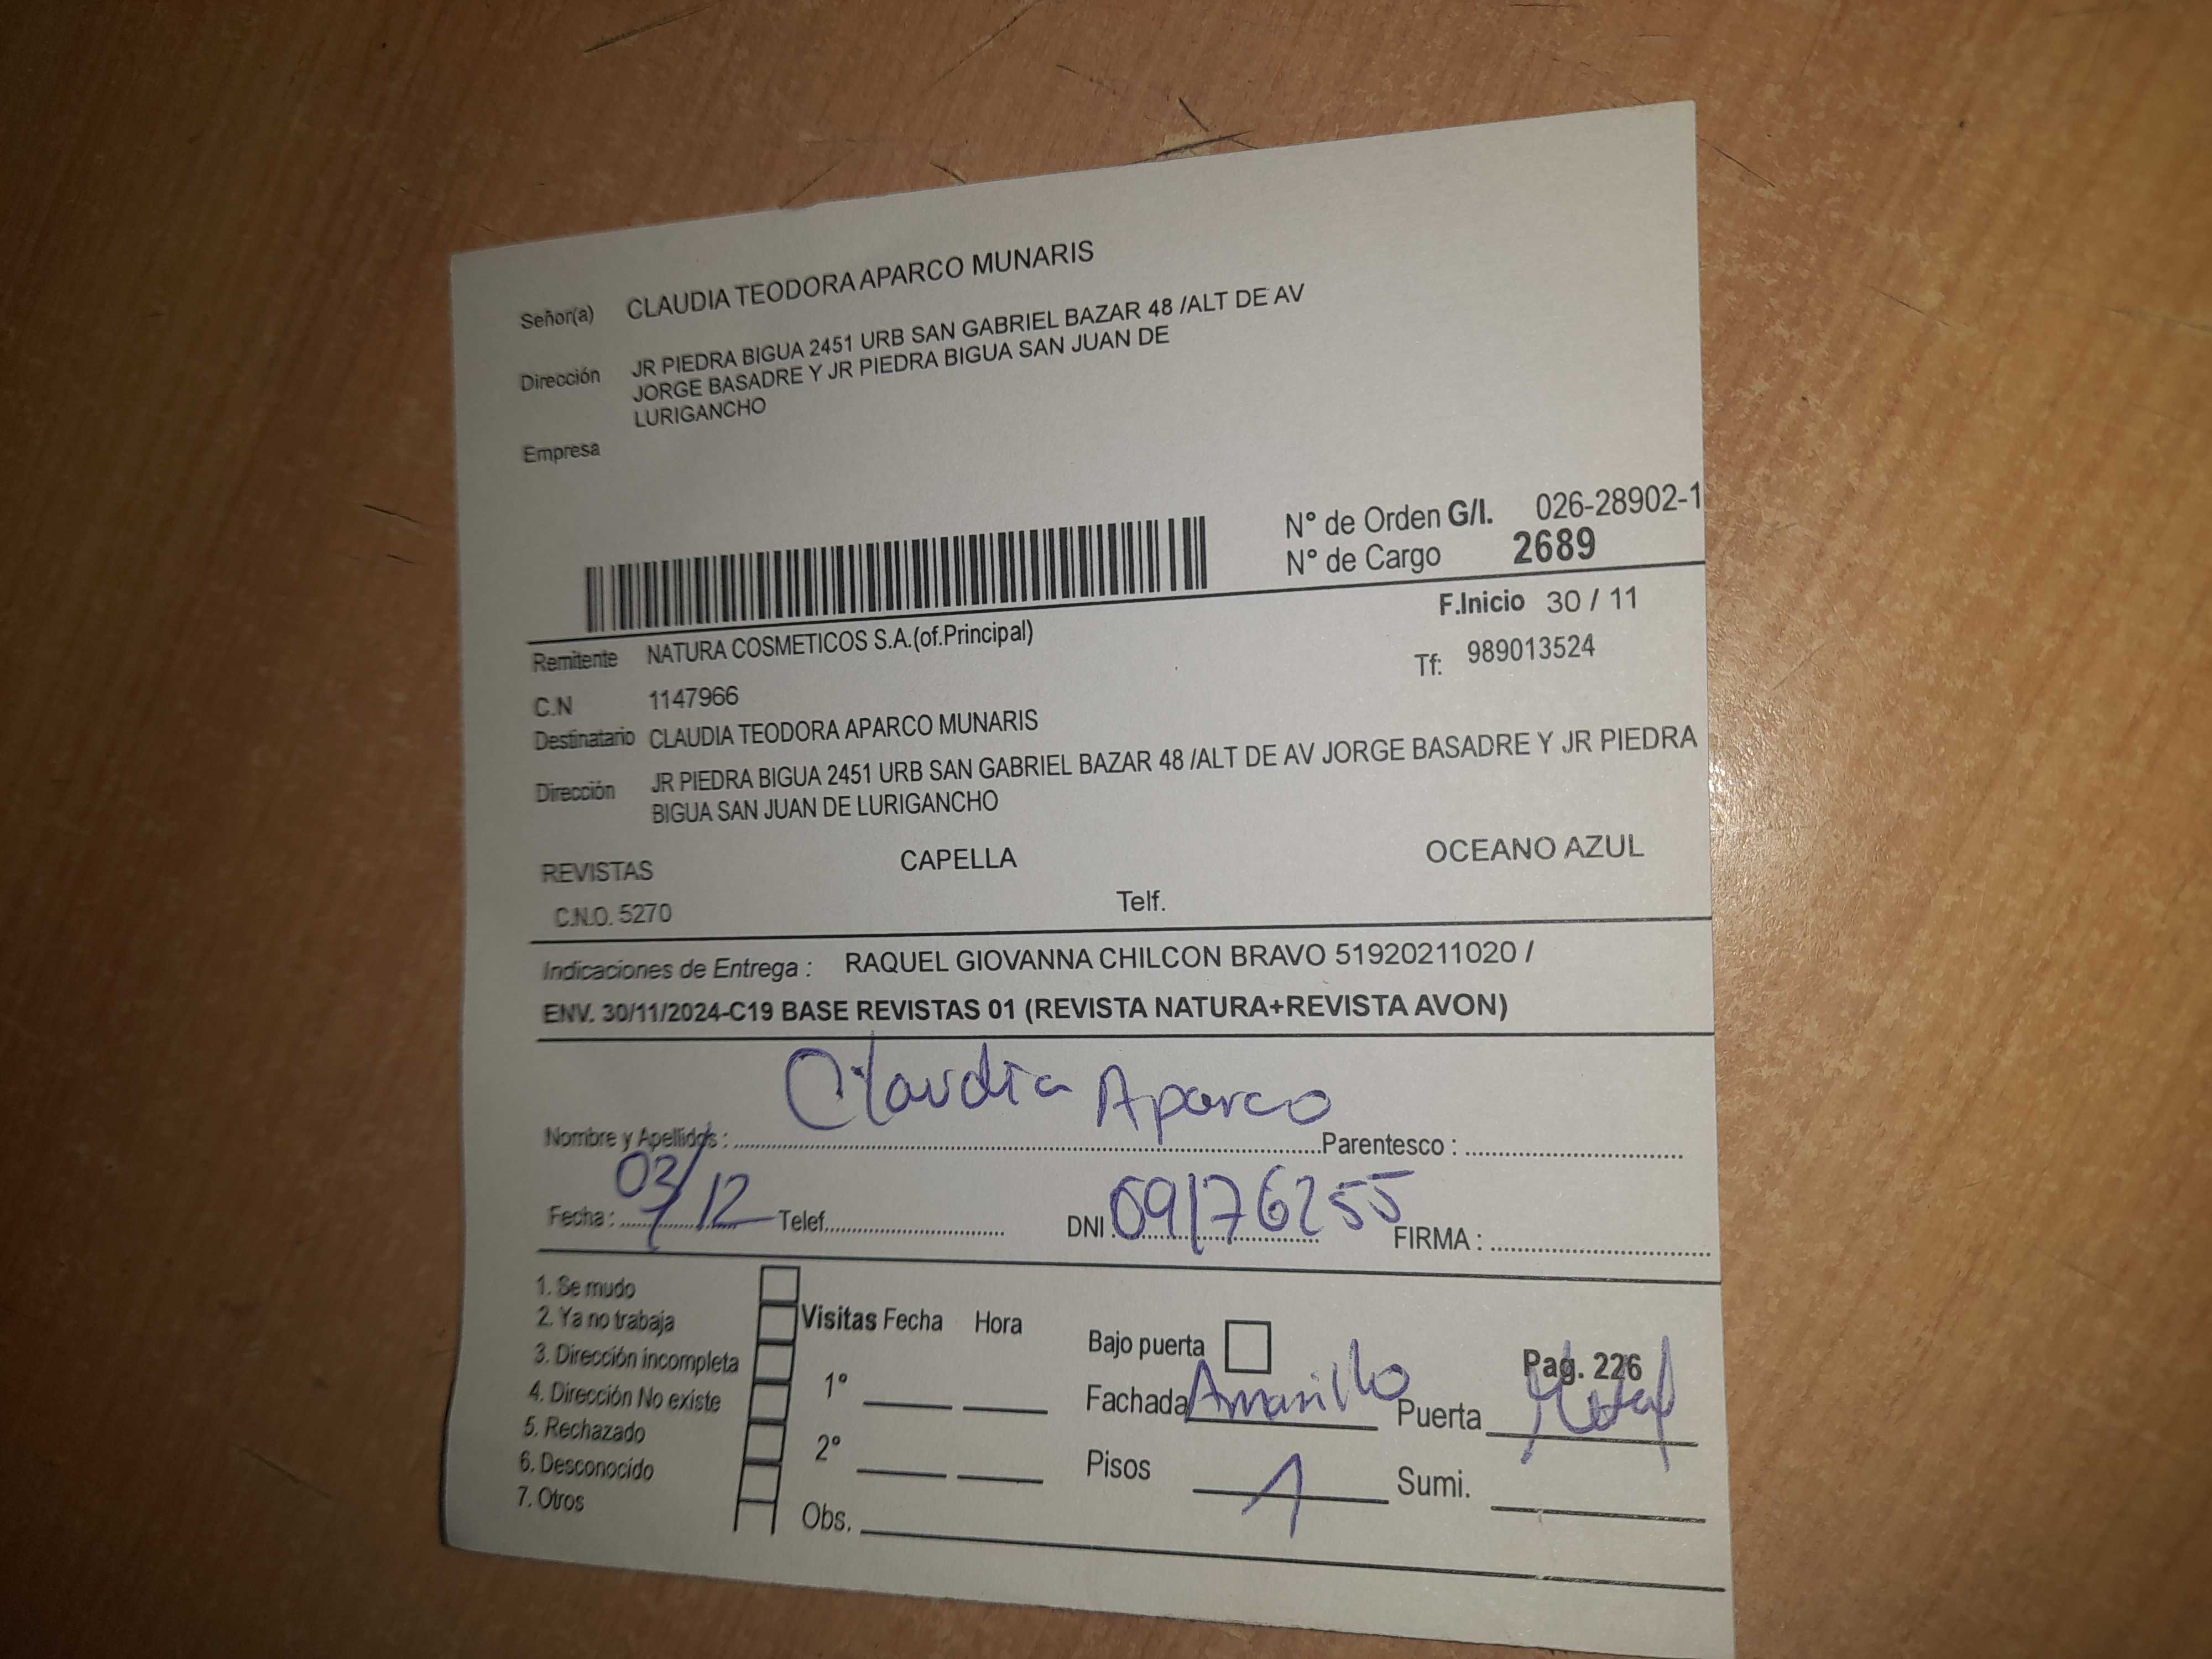 Señor(a) CLAUDIA TEODORA APARCO MUNARIS
Dirección JR PIEDRA BIGUA 2451 URB SAN GABRIEL BAZAR 48 /ALT DE AV
JORGE BASADRE Y JR PIEDRA BIGUA SAN JUAN DE
LURIGANCHO
Empresa
N° de Orden G/I. 026-28902-1
N° de Cargo 2689
F.Inicio 30 / 11
Remitente NATURA COSMETICOS S.A.(of.Principal)
Tf: 989013524
C.N 1147966
Destinatario CLAUDIA TEODORA APARCO MUNARIS
Dirección JR PIEDRA BIGUA 2451 URB SAN GABRIEL BAZAR 48 /ALT DE AV JORGE BASADRE Y JR PIEDRA
BIGUA SAN JUAN DE LURIGANCHO
REVISTAS CAPELLA OCEANO AZUL
C.N.O. 5270 Telf.
Indicaciones de Entrega : RAQUEL GIOVANNA CHILCON BRAVO 51920211020 /
ENV. 30/11/2024-C19 BASE REVISTAS 01 (REVISTA NATURA+REVISTA AVON)
Nombre y Apellidos : Claudia Aparco Parentesco :
Fecha : 03/12 Telef. DNI 09176255 FIRMA :
1. Se mudo
2. Ya no trabaja
3. Dirección incompleta
4. Dirección No existe
5. Rechazado
6. Desconocido
7. Otros
Visitas Fecha Hora
1°
2°
Obs.
Bajo puerta
Pag. 226
Fachada Amarillo Puerta Metal
Pisos 1 Sumi.